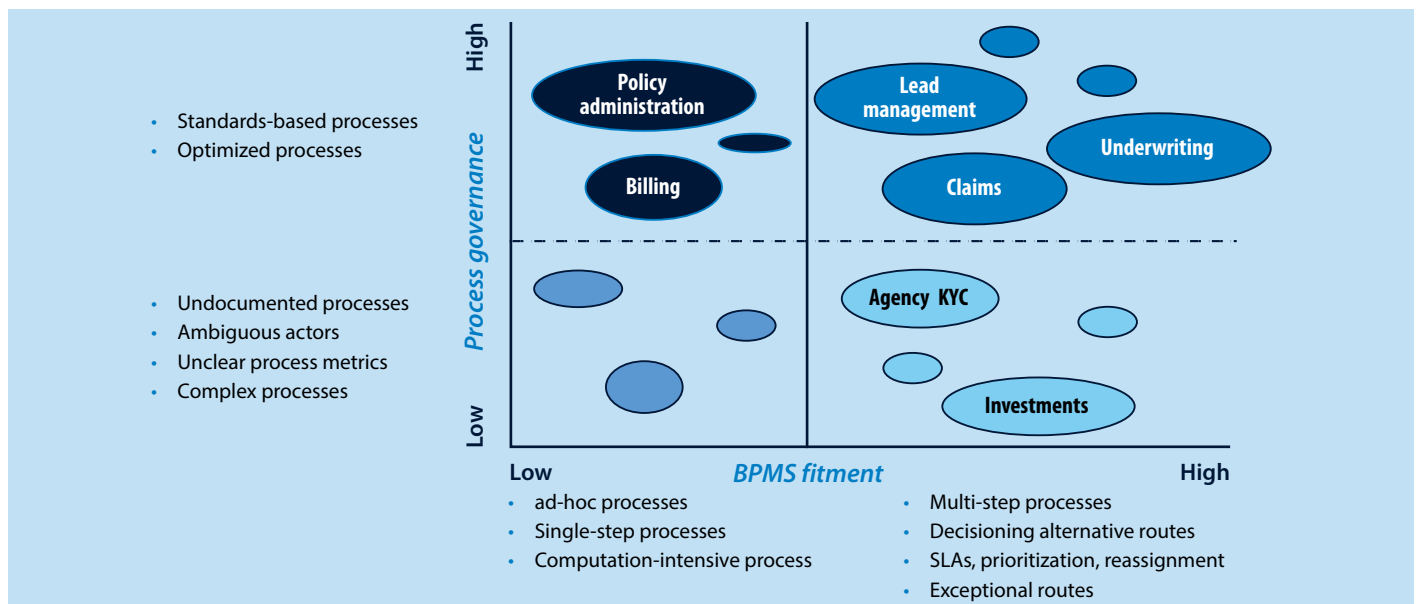 High
Process governance
Low
• Standards-based processes
• Optimized processes
• Undocumented processes
• Ambiguous actors
• Unclear process metrics
• Complex processes
Policy
administration
Billing
Lead
management
Underwriting
Claims
Agency KYC
Investments
Low
BPMS fitment
High
• ad-hoc processes
• Single-step processes
• Computation-intensive process
• Multi-step processes
• Decisioning alternative routes
• SLAs, prioritization, reassignment
• Exceptional routes